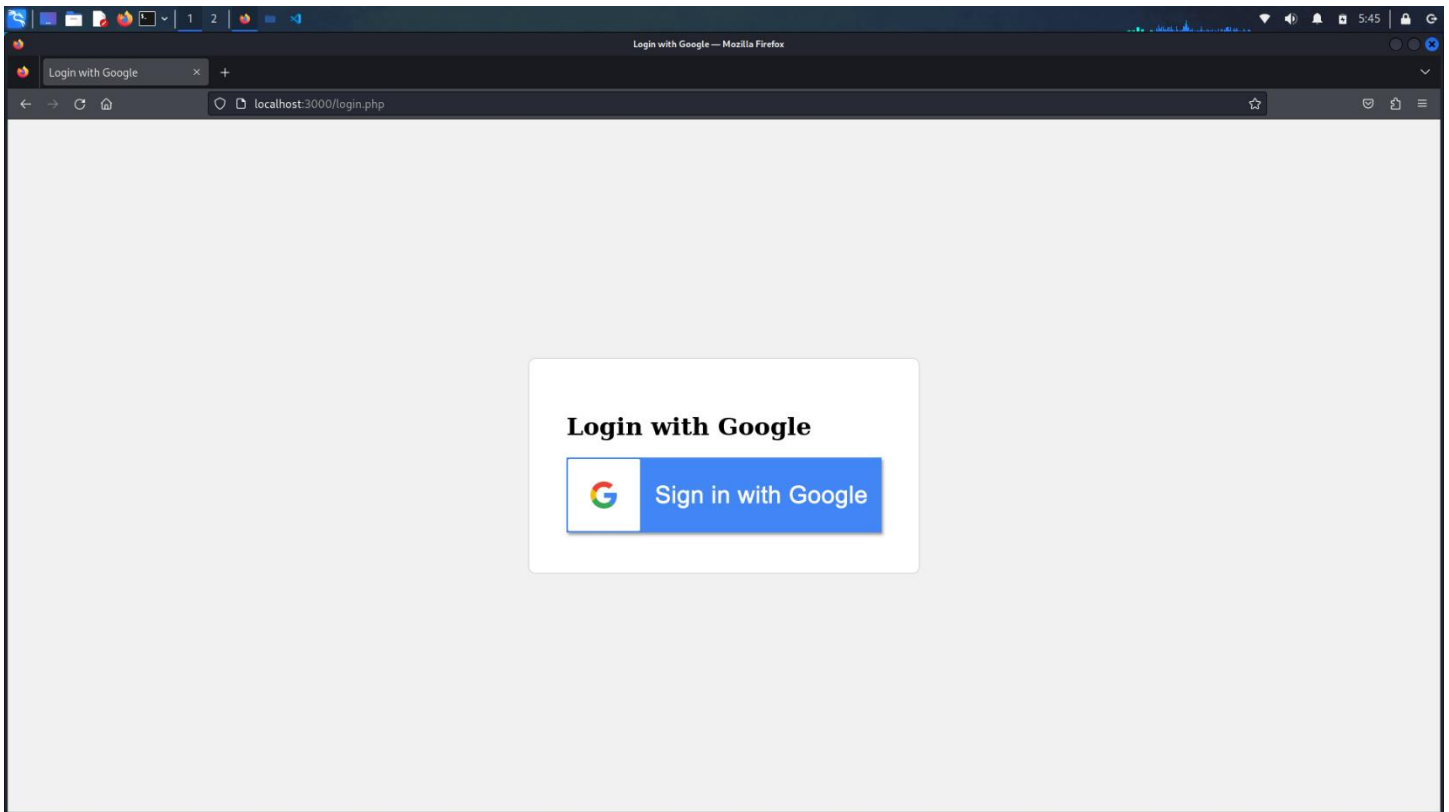 1 2 5:45
Login with Google — Mozilla Firefox
Login with Google
localhost:3000/login.php
Login with Google
Sign in with Google